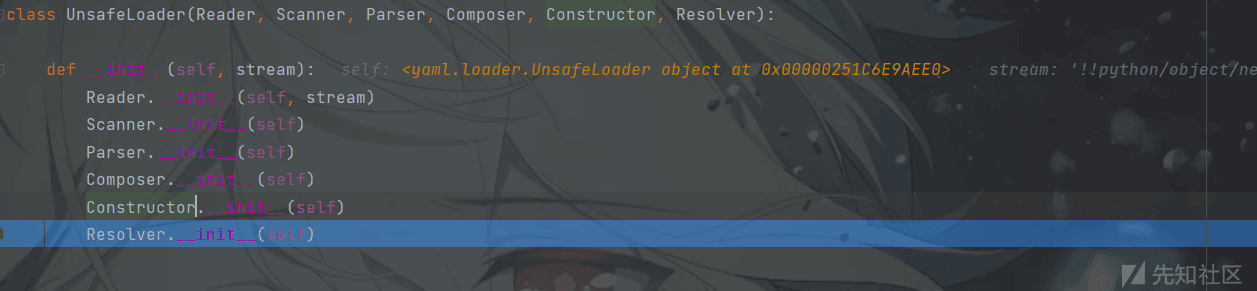 class UnsafeLoader(Reader, Scanner, Parser, Composer, Constructor, Resolver):
def __init__(self, stream): self: <yaml.loader.UnsafeLoader object at 0x00000251C6E9AEE0> stream: '!!python/object/ne
Reader.__init__(self, stream)
Scanner.__init__(self)
Parser.__init__(self)
Composer.__init__(self)
Constructor.__init__(self)
Resolver.__init__(self)
先知社区